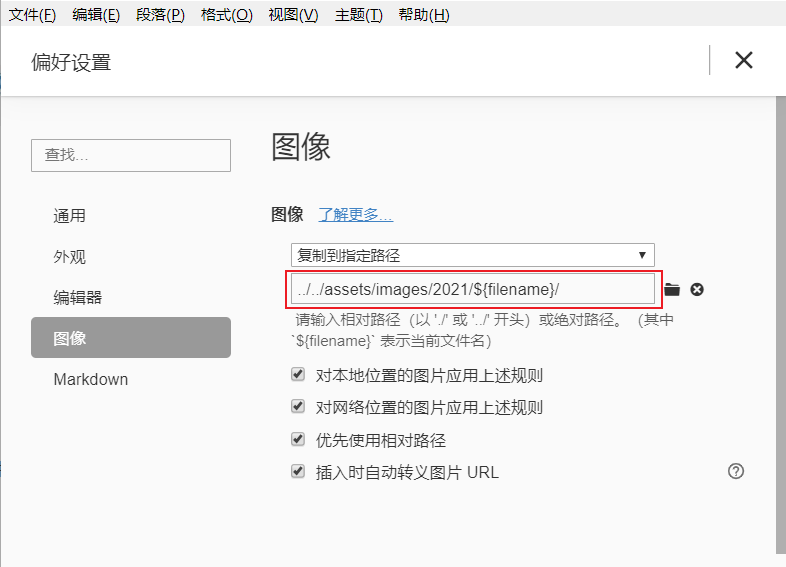 文件(F) 编辑(E) 段落(P) 格式(O) 视图(V) 主题(T) 帮助(H)
偏好设置
查找...
通用
外观
编辑器
图像
Markdown
图像
图像 了解更多...
复制到指定路径
../../assets/images/2021/${filename}/
请输入相对路径（以 './' 或 '../' 开头）或绝对路径。（其中
`${filename}` 表示当前文件名)
对本地位置的图片应用上述规则
对网络位置的图片应用上述规则
优先使用相对路径
插入时自动转义图片 URL